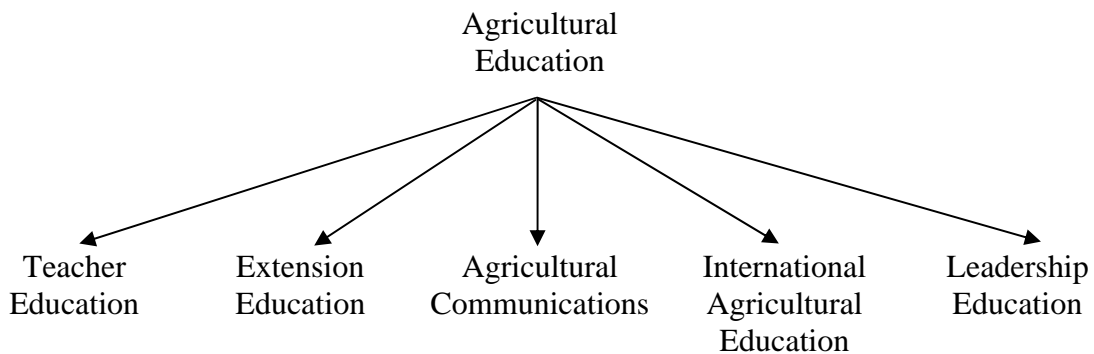 Agricultural
Education
Teacher
Education
Extension
Education
Agricultural
Communications
International
Agricultural
Education
Leadership
Education